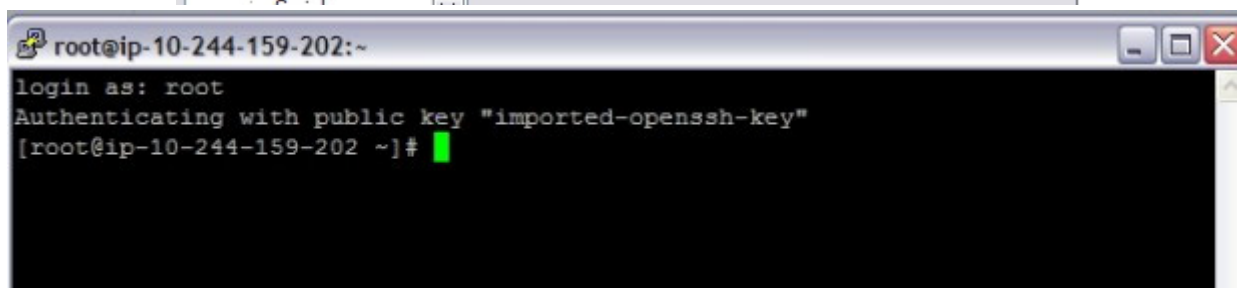 root@ip-10-244-159-202:~
login as: root
Authenticating with public key "imported-openssh-key"
[root@ip-10-244-159-202 ~]#